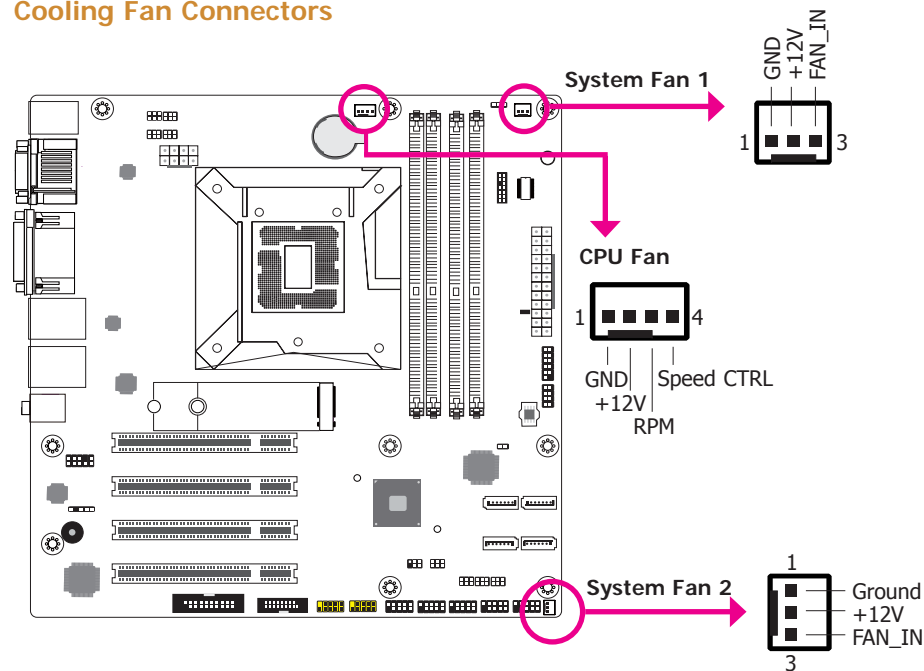 Cooling Fan Connectors
System Fan 1
GND
+12V
FAN_IN
1
3
CPU Fan
1
4
GND
+12V
RPM
Speed CTRL
System Fan 2
1
Ground
+12V
FAN_IN
3